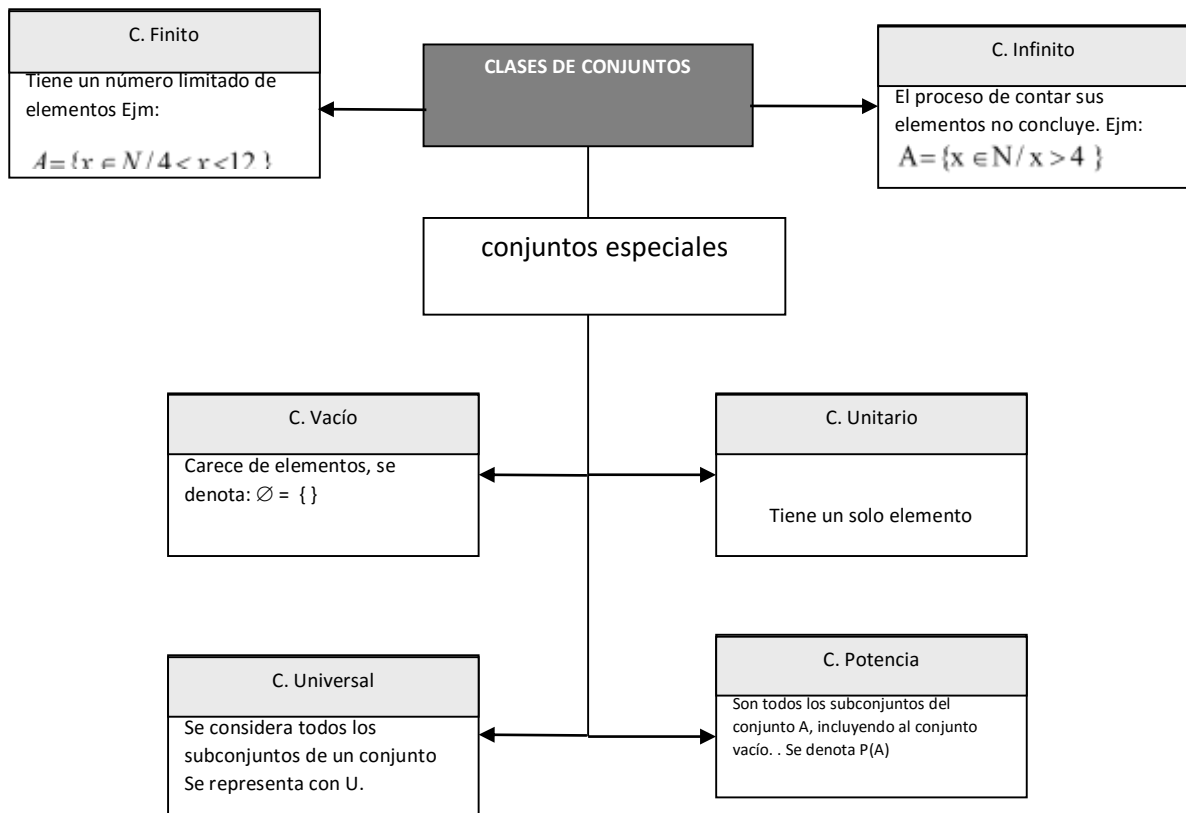 C. Finito
Tiene un número limitado de
elementos Ejm:
A={x ∈ N/4<x<12 }
CLASES DE CONJUNTOS
C. Infinito
El proceso de contar sus
elementos no concluye. Ejm:
A={x ∈N/x>4 }
conjuntos especiales
C. Vacío
Carece de elementos, se
denota: ∅ = { }
C. Unitario
Tiene un solo elemento
C. Universal
Se considera todos los
subconjuntos de un conjunto
Se representa con U.
C. Potencia
Son todos los subconjuntos del
conjunto A, incluyendo al conjunto
vacío. . Se denota P(A)